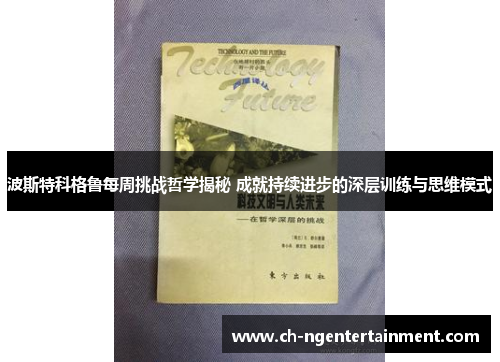 TECHNOLOGY AND THE FUTURE
Technology
Future
波斯特科格鲁每周挑战哲学揭秘 成就持续进步的深层训练与思维模式
科技文明与人类未来
——在哲学深层的挑战
东方出版社
www.ch-ngentertainment.com